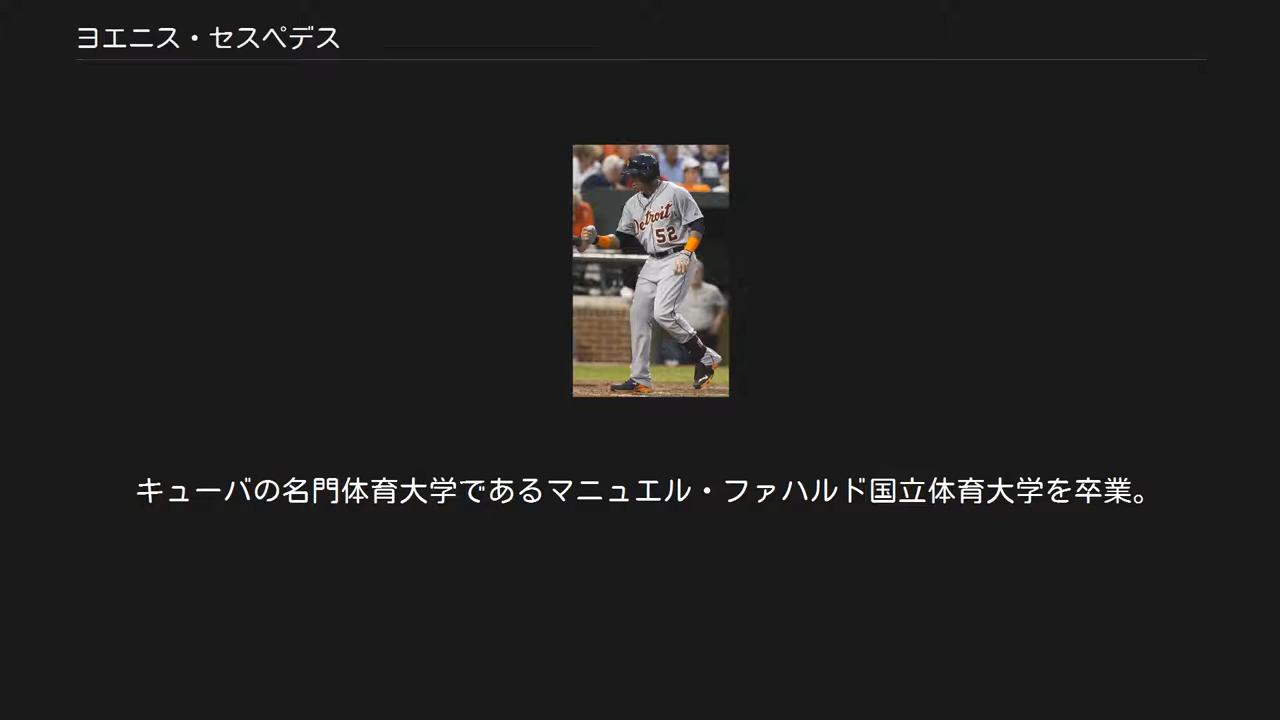 ヨエニス・セスペデス
Detroit
52
キューバの名門体育大学であるマニュエル・ファハルド国立体育大学を卒業。